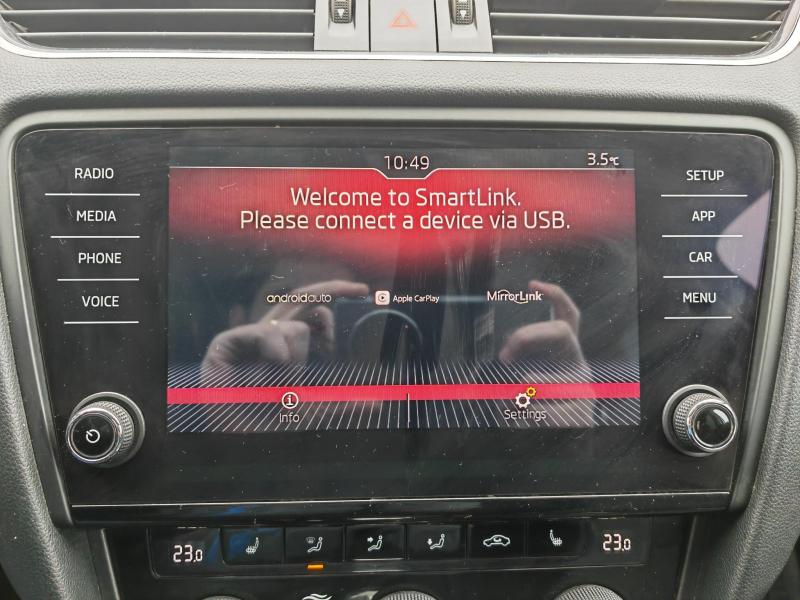 10:49
3.5°C
Welcome to SmartLink.
Please connect a device via USB.
androidauto
Apple CarPlay
MirrorLink
Info
Settings
RADIO
MEDIA
PHONE
VOICE
SETUP
APP
CAR
MENU
23.0
23.0